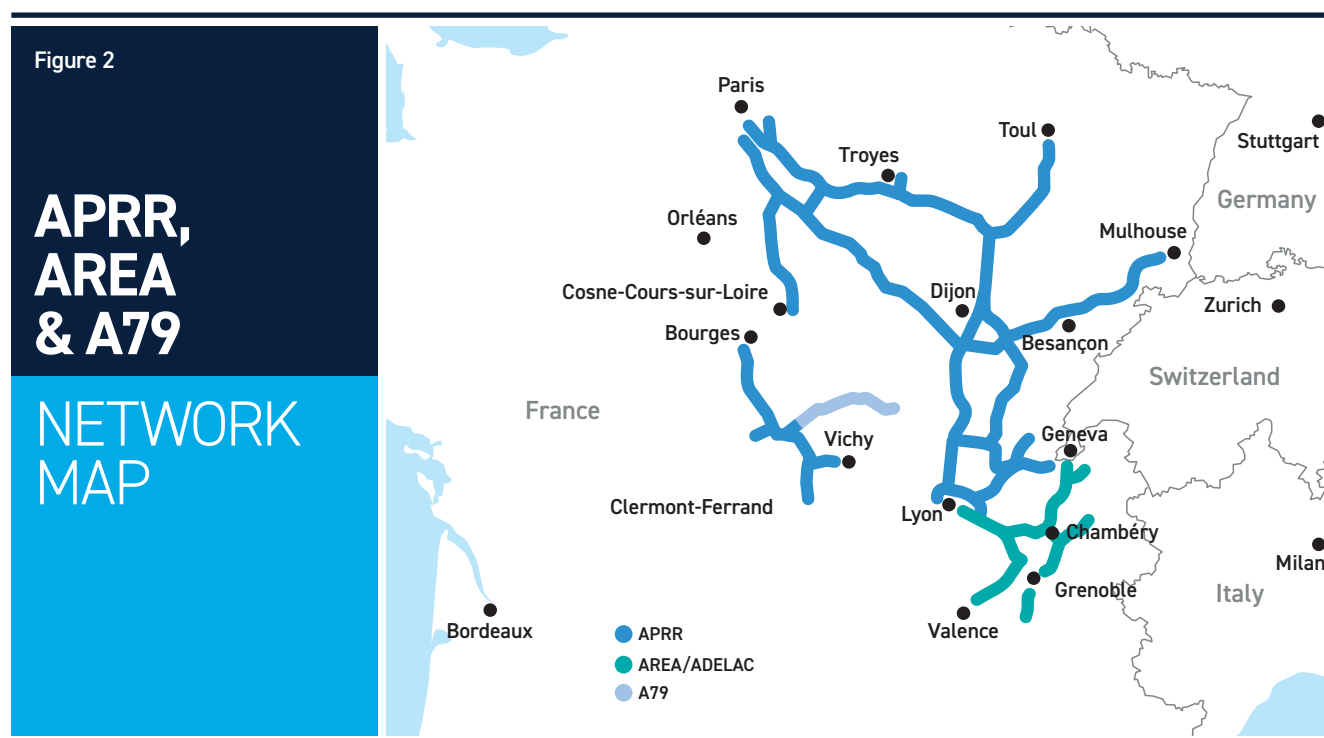 Figure 2
APRR,
AREA
& A79
NETWORK
MAP
Paris
Toul
Troyes
Stuttgart
Germany
Orléans
Mulhouse
Cosne-Cours-sur-Loire
Dijon
Zurich
Bourges
Besançon
Switzerland
France
Vichy
Geneva
Clermont-Ferrand
Lyon
Chambéry
Milan
Grenoble
Italy
Bordeaux
Valence
APRR
AREA/ADELAC
A79